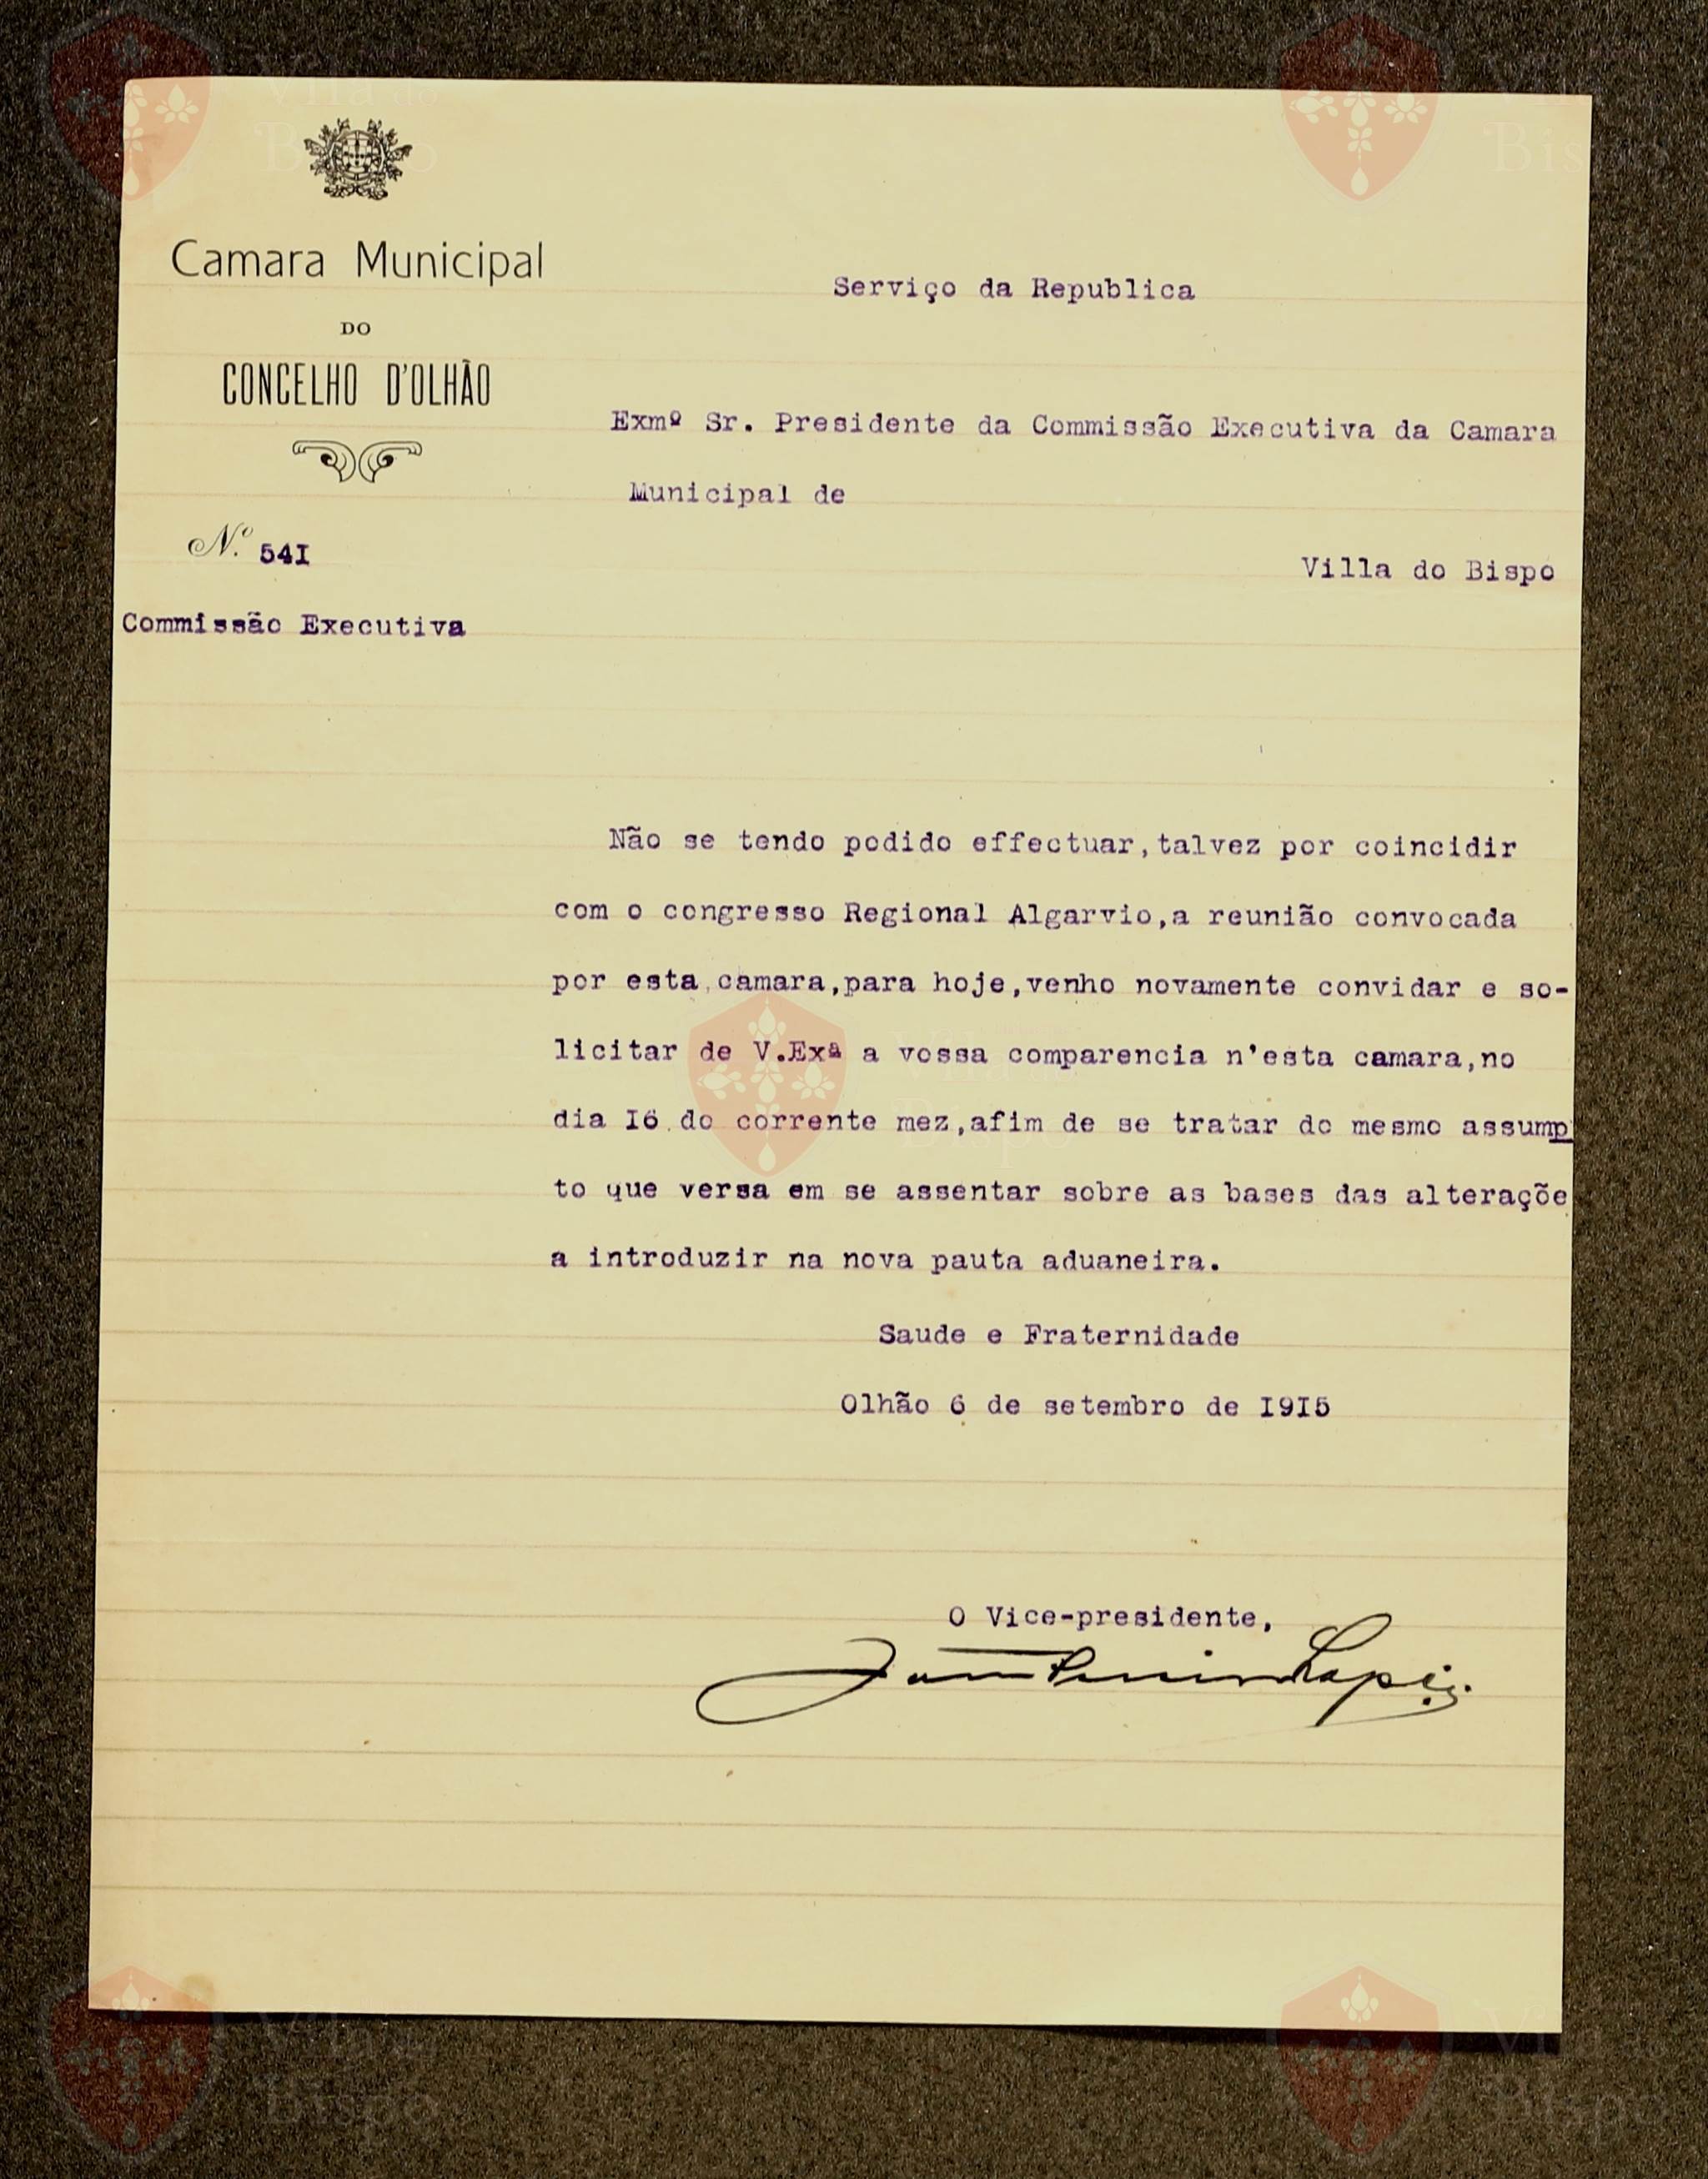 Camara Municipal
DO
CONCELHO D'OLHÃO
Nº 54I
Commissão Executiva
Serviço da Republica
Exmº Sr. Presidente da Commissão Executiva da Camara
Municipal de
Villa do Bispo
Não se tendo podido effectuar,talvez por coincidir
com o congresso Regional Algarvio,a reunião convocada
por esta camara,para hoje,venho novamente convidar e so-
licitar de V.Exª a vossa comparencia n'esta camara,no
dia I6 do corrente mez,afim de se tratar do mesmo assump
to que versa em se assentar sobre as bases das alteraçõe
a introduzir na nova pauta aduaneira.
Saude e Fraternidade
Olhão 6 de setembro de I9I5
O Vice-presidente,
Lopes
Vila do Bispo